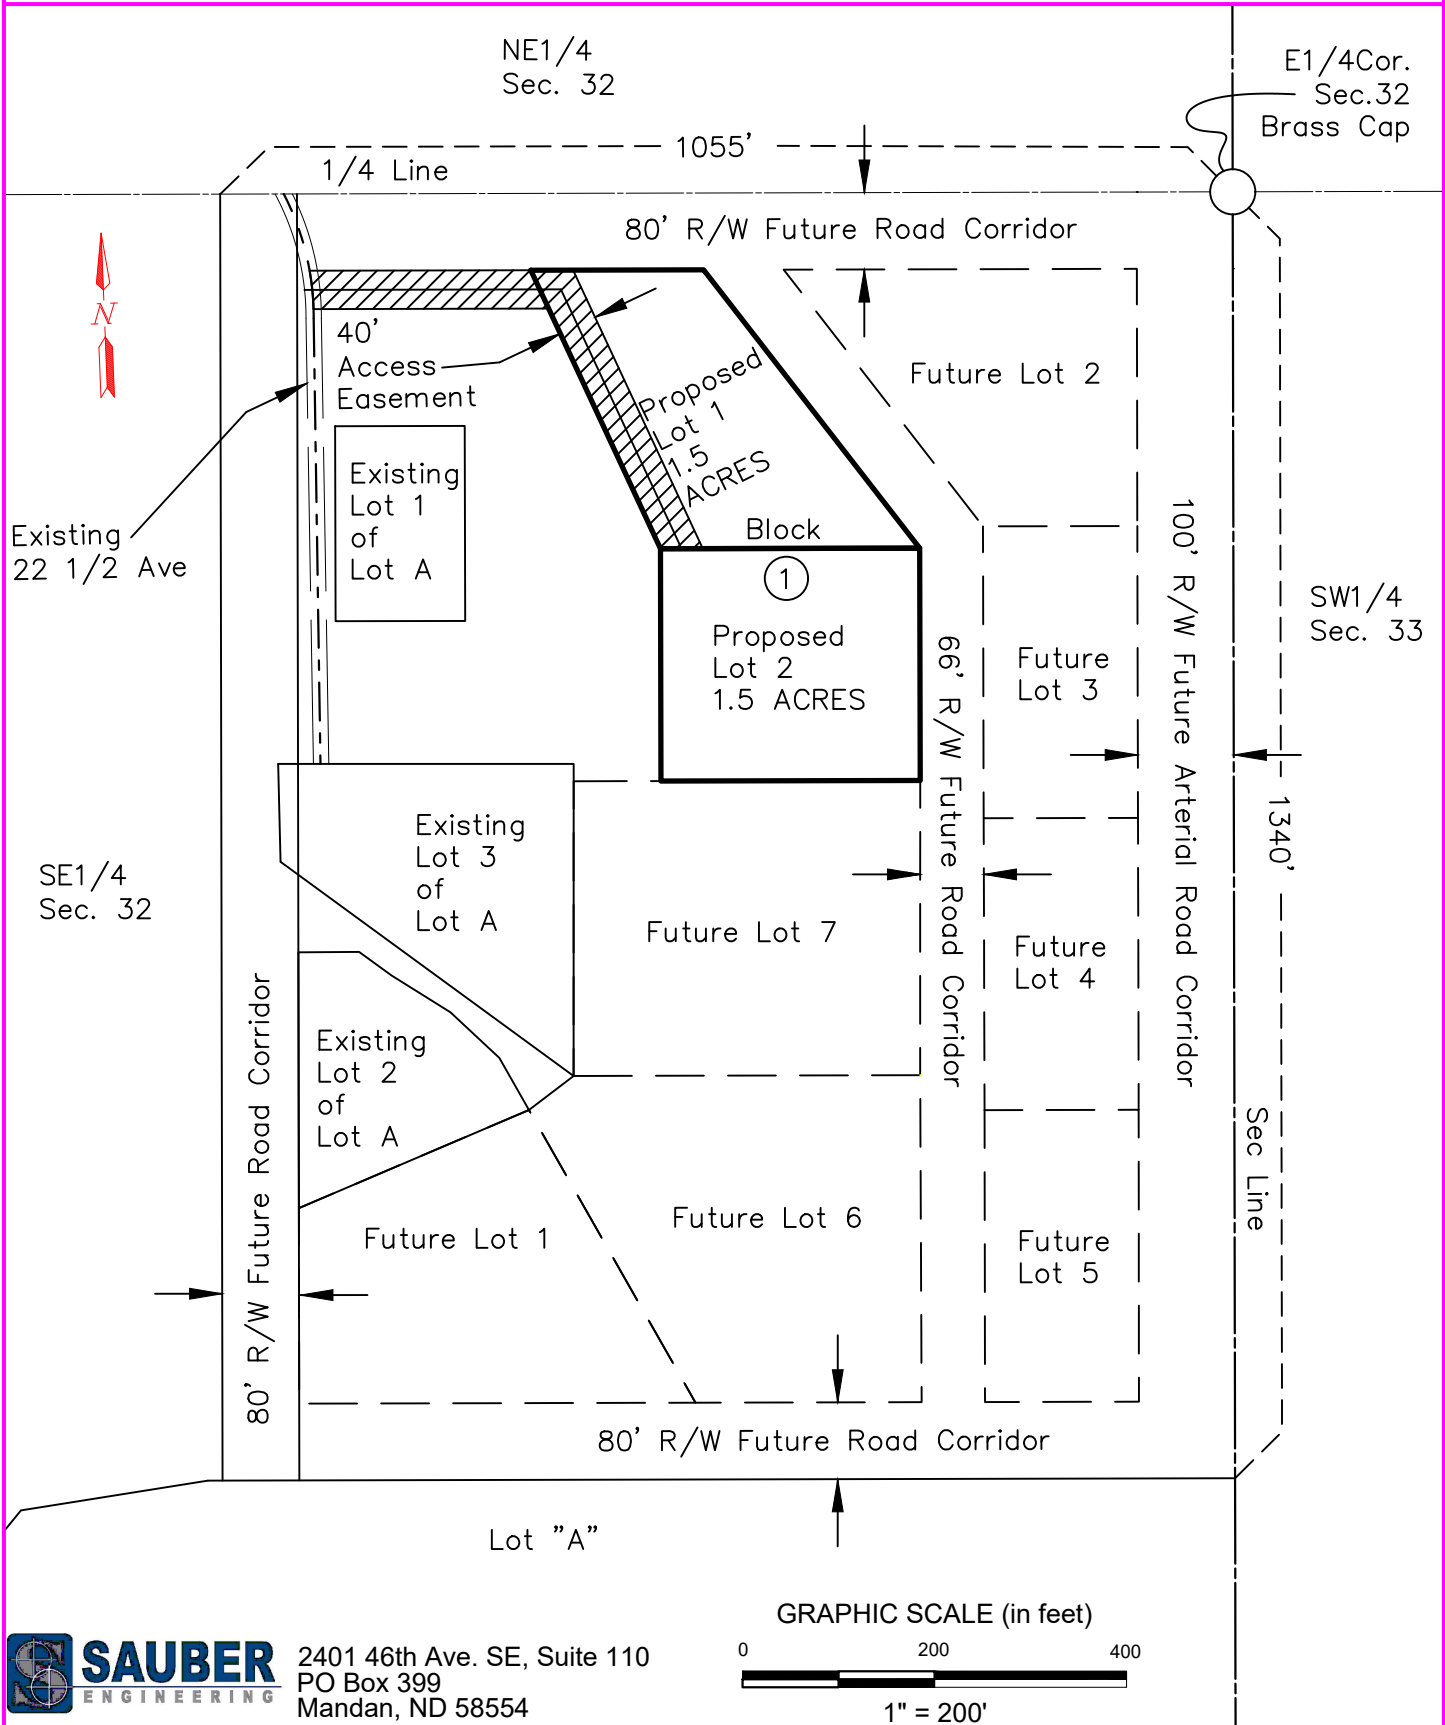 NE1/4
Sec. 32
E1/4Cor.
Sec.32
Brass Cap
1055'
1/4 Line
80' R/W Future Road Corridor
N
40'
Access
Easement
Proposed
Lot 1
1.5
ACRES
Future Lot 2
Existing
Lot 1
of
Lot A
Existing
22 1/2 Ave
Block
1
Proposed
Lot 2
1.5 ACRES
66' R/W Future Road Corridor
Future
Lot 3
100' R/W Future Arterial Road Corridor
SW1/4
Sec. 33
1340'
SE1/4
Sec. 32
Existing
Lot 3
of
Lot A
Future Lot 7
Future
Lot 4
80' R/W Future Road Corridor
Existing
Lot 2
of
Lot A
Sec Line
Future Lot 1
Future Lot 6
Future
Lot 5
80' R/W Future Road Corridor
Lot "A"
GRAPHIC SCALE (in feet)
0 200 400
1" = 200'
SAUBER
ENGINEERING
2401 46th Ave. SE, Suite 110
PO Box 399
Mandan, ND 58554